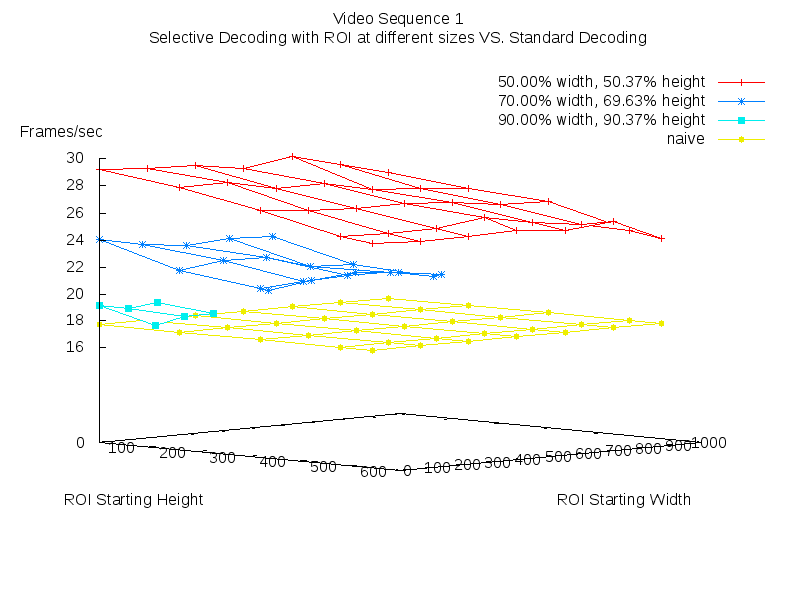 Video Sequence 1
Selective Decoding with ROI at different sizes VS. Standard Decoding
50.00% width, 50.37% height
70.00% width, 69.63% height
90.00% width, 90.37% height
naive
Frames/sec
30
28
26
24
22
20
18
16
0
100 200 300 400 500 600
0 100 200 300 400 500 600 700 800 900 1000
ROI Starting Height
ROI Starting Width